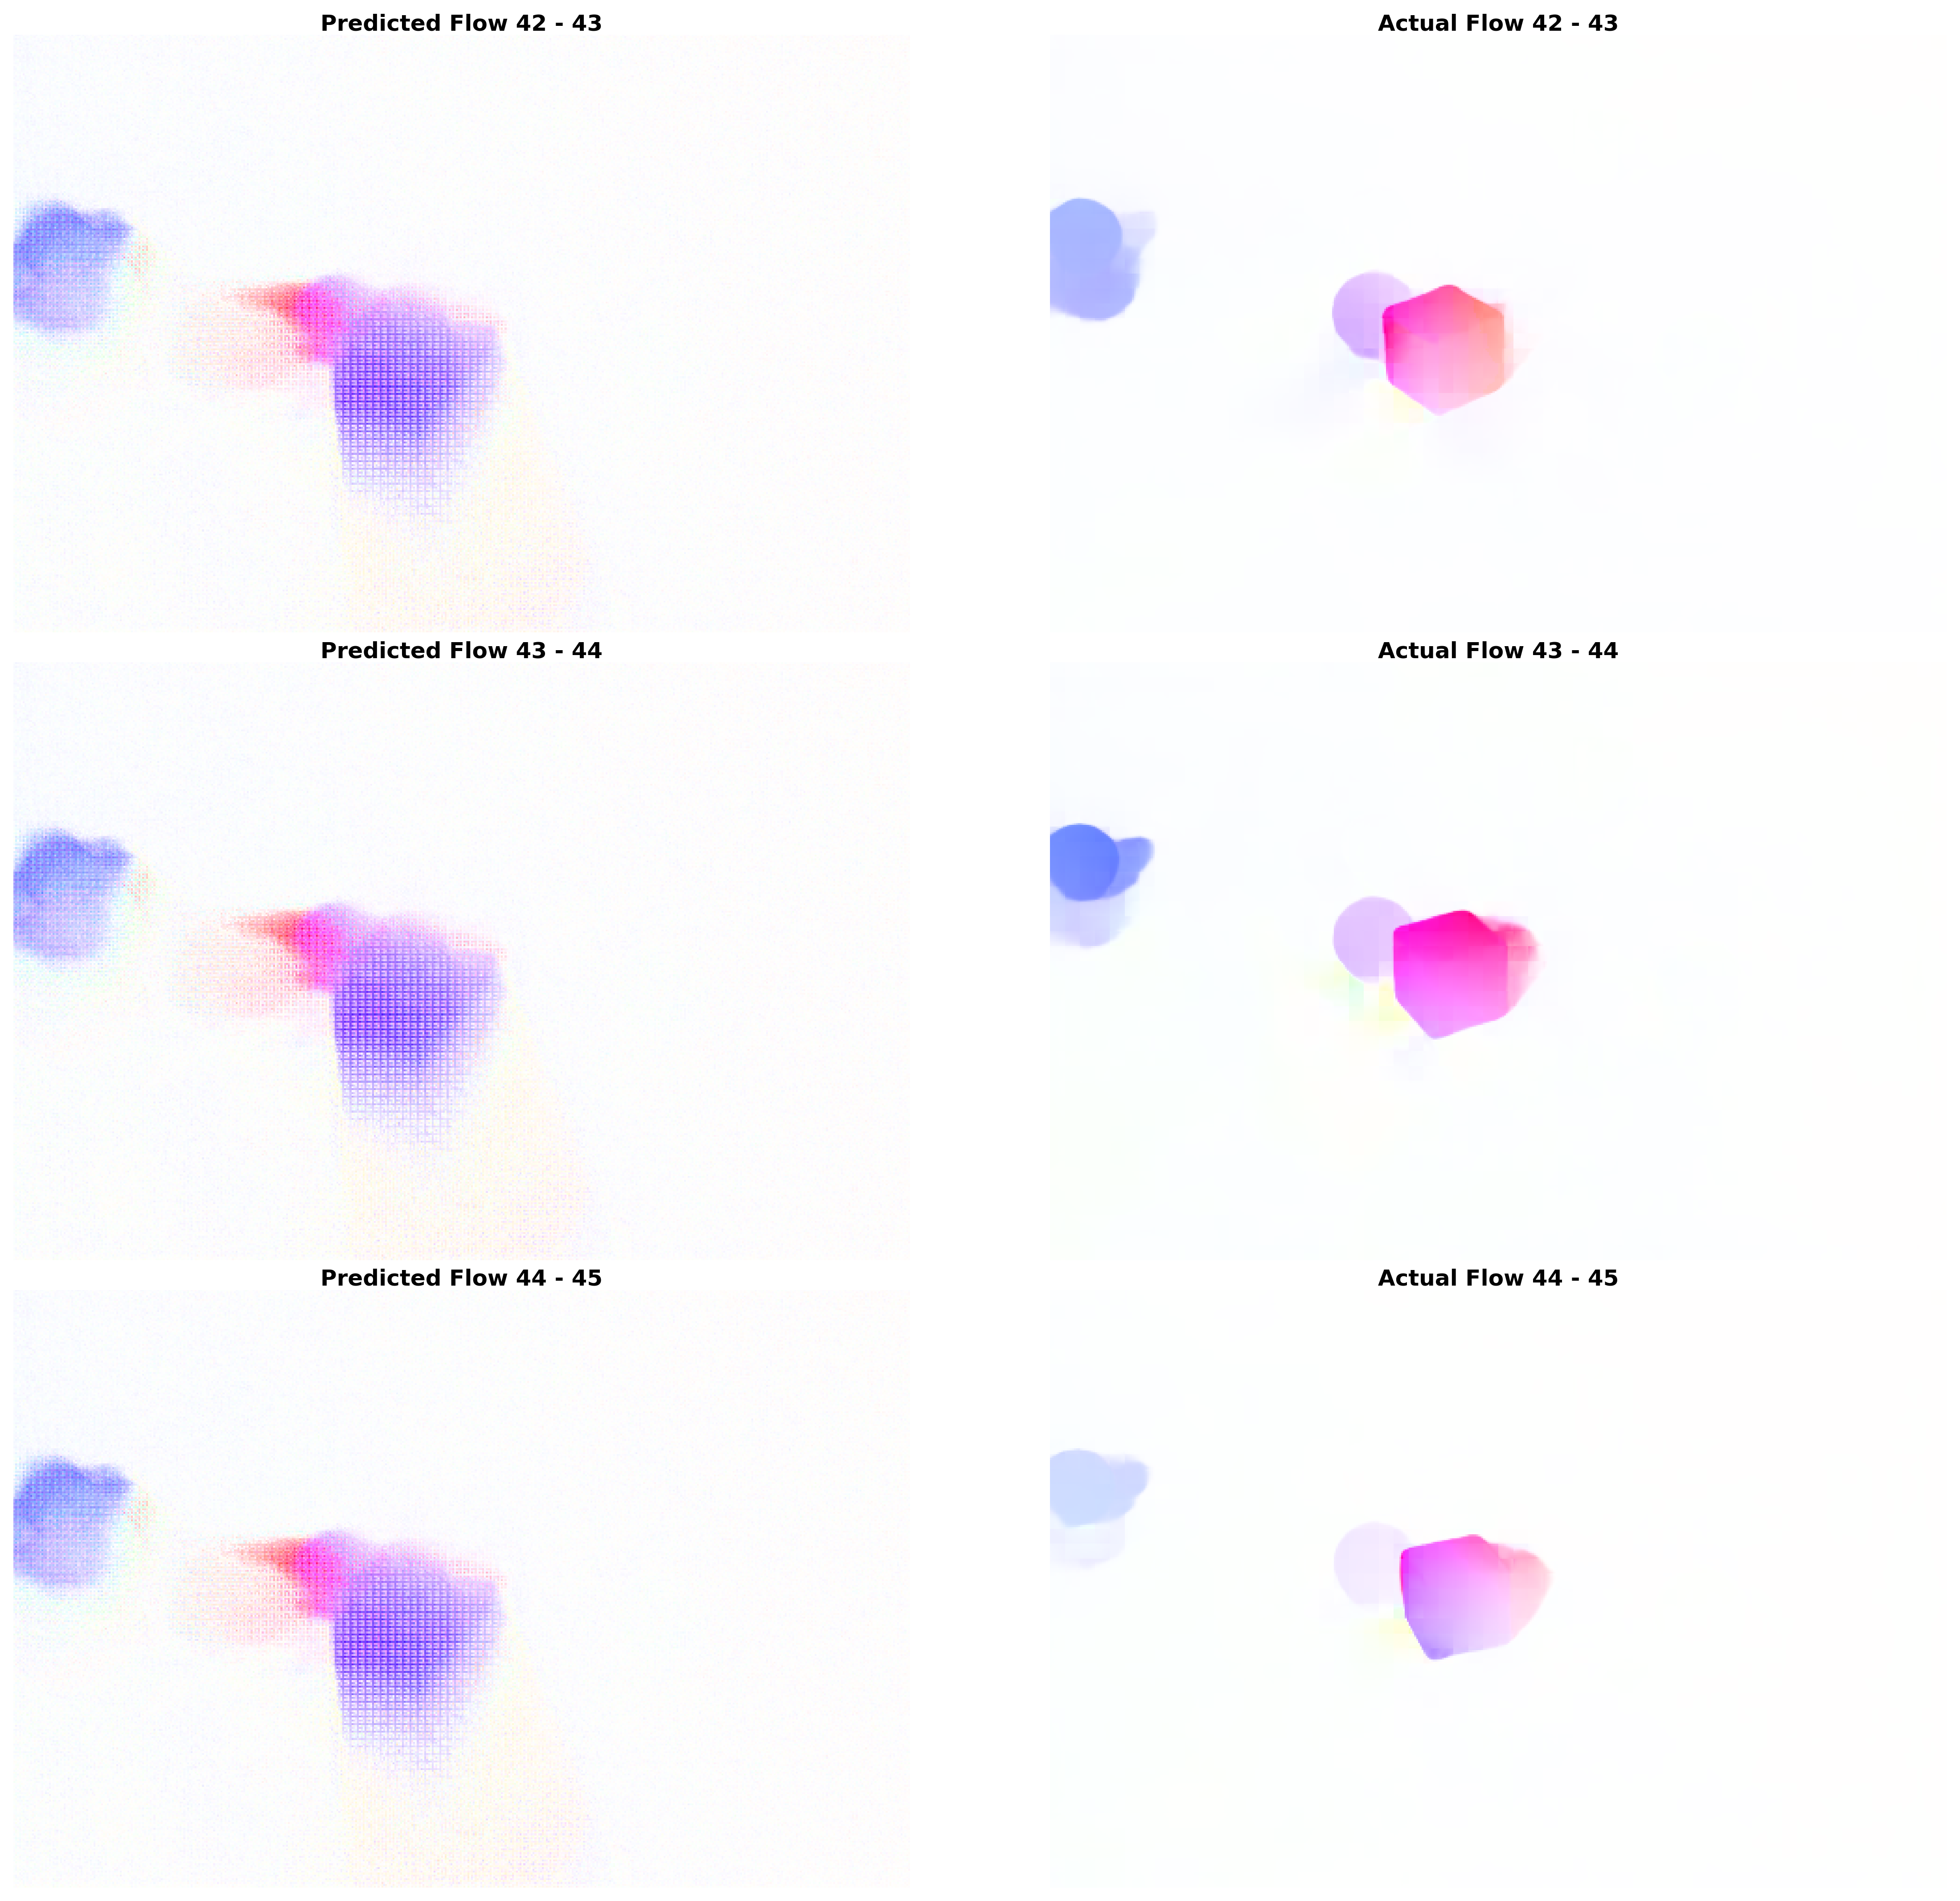 Predicted Flow 42 - 43
Actual Flow 42 - 43
Predicted Flow 43 - 44
Actual Flow 43 - 44
Predicted Flow 44 - 45
Actual Flow 44 - 45